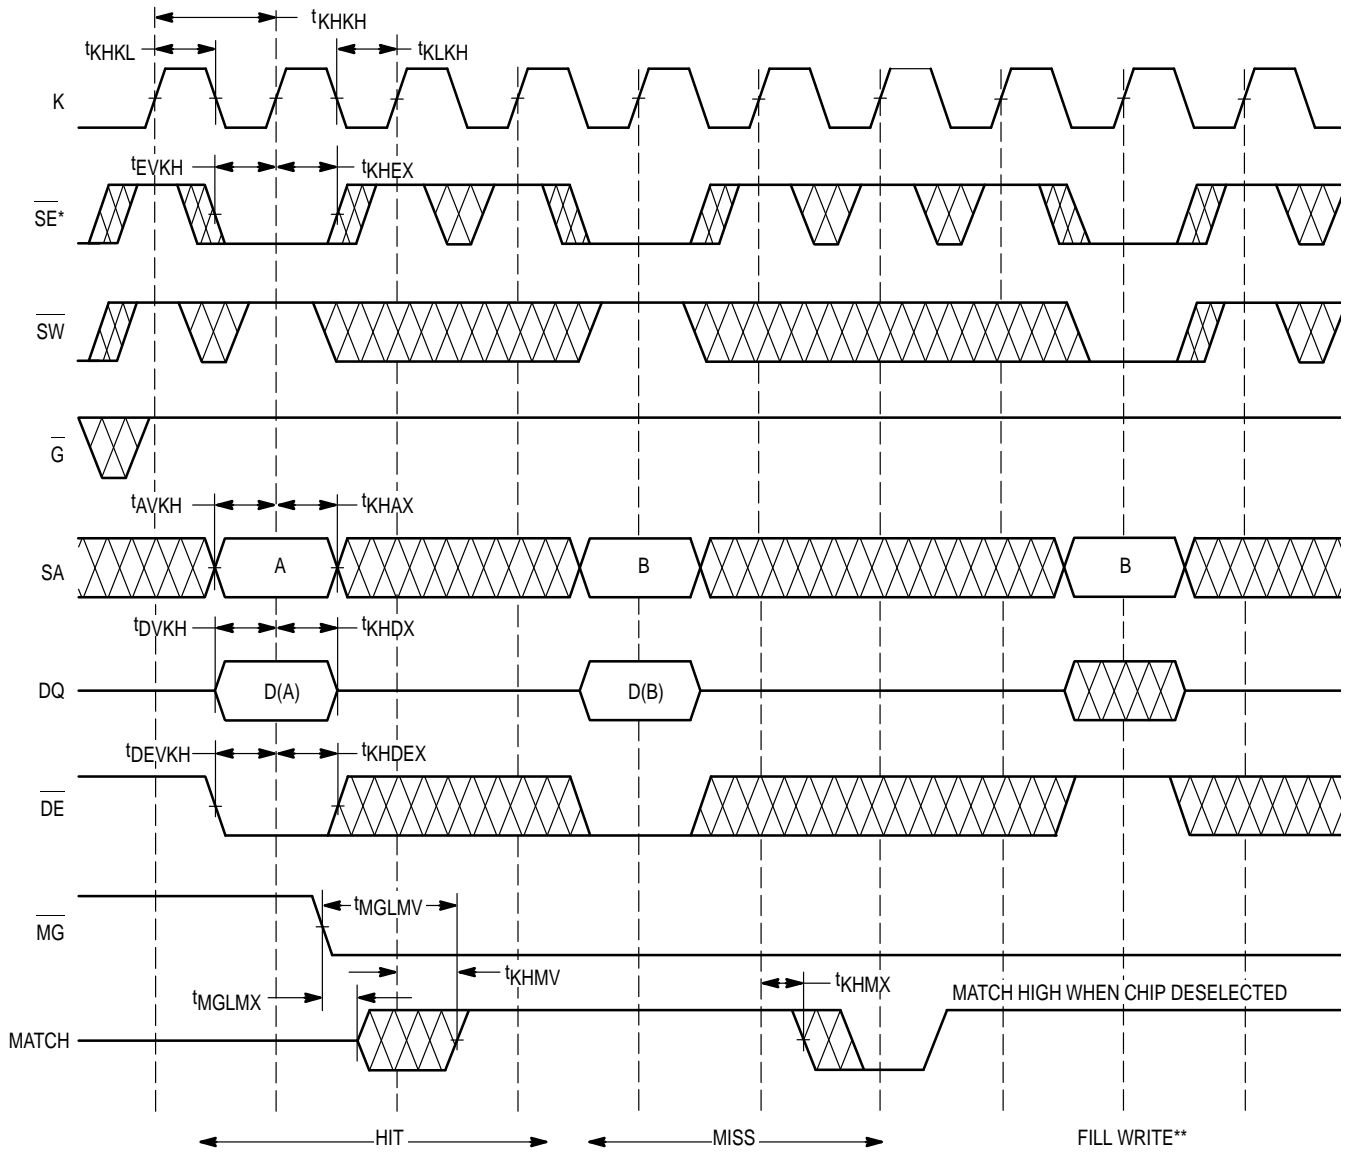 tKHKH
tKHKL
tKLKH
K
tEVKH
tKHEX
SE*
SW
G
tAVKH
tKHAX
SA
A
B
B
tDVKH
tKHDX
DQ
D(A)
D(B)
tDEVKH
tKHDEX
DE
tMGLMV
MG
tKHMV
tKHMX
tMGLMX
MATCH HIGH WHEN CHIP DESELECTED
MATCH
HIT
MISS
FILL WRITE**